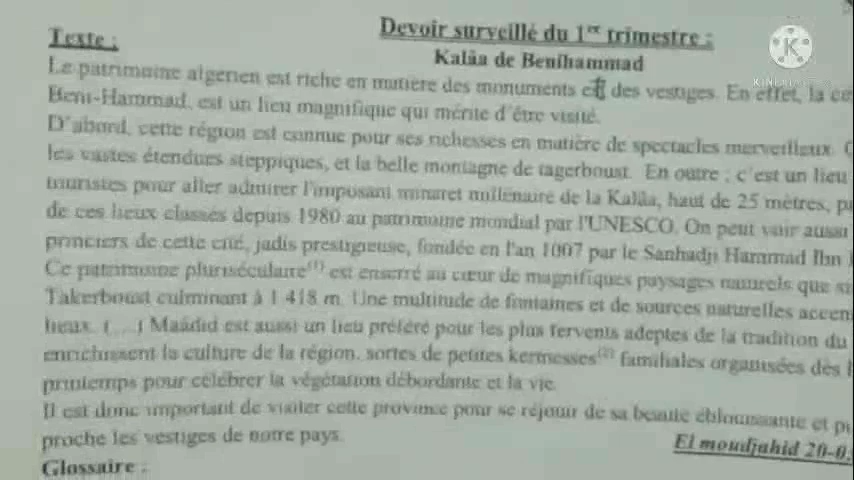 Devoir surveillé du 1er trimestre :
Texte :
Kalâa de Benihammad
Le patrimoine algérien est riche en matière des monuments et des vestiges. En effet, la
Beni-Hammad, est un lieu magnifique qui mérite d'être visité.
D'abord, cette région est connue pour ses richesses en matière de spectacles merveilleux.
les vastes étendues steppiques, et la belle montagne de tagerboust. En outre ; c'est un lieu
touristes pour aller admirer l'imposant minaret millénaire de la Kalâa, haut de 25 mètres,
de ces lieux classés depuis 1980 au patrimoine mondial par l'UNESCO. On peut voir aussi
princiers de cette cité, jadis prestigieuse, fondée en l'an 1007 par le Sanhadji Hammad Ibn
Ce patrimoine pluriséculaire(1) est enserré au cœur de magnifiques paysages naturels que
Takerboust culminant à 1 418 m. Une multitude de fontaines et de sources naturelles
lieux. (…) Maâdid est aussi un lieu préféré pour les plus fervents adeptes de la tradition du
enrichissent la culture de la région, sortes de petites kermesses(2) familiales organisées dès
printemps pour célébrer la végétation débordante et la vie.
Il est donc important de visiter cette province pour se réjouir de sa beauté éblouissante et
proche les vestiges de notre pays.
El moudjahid 20-0
Glossaire :